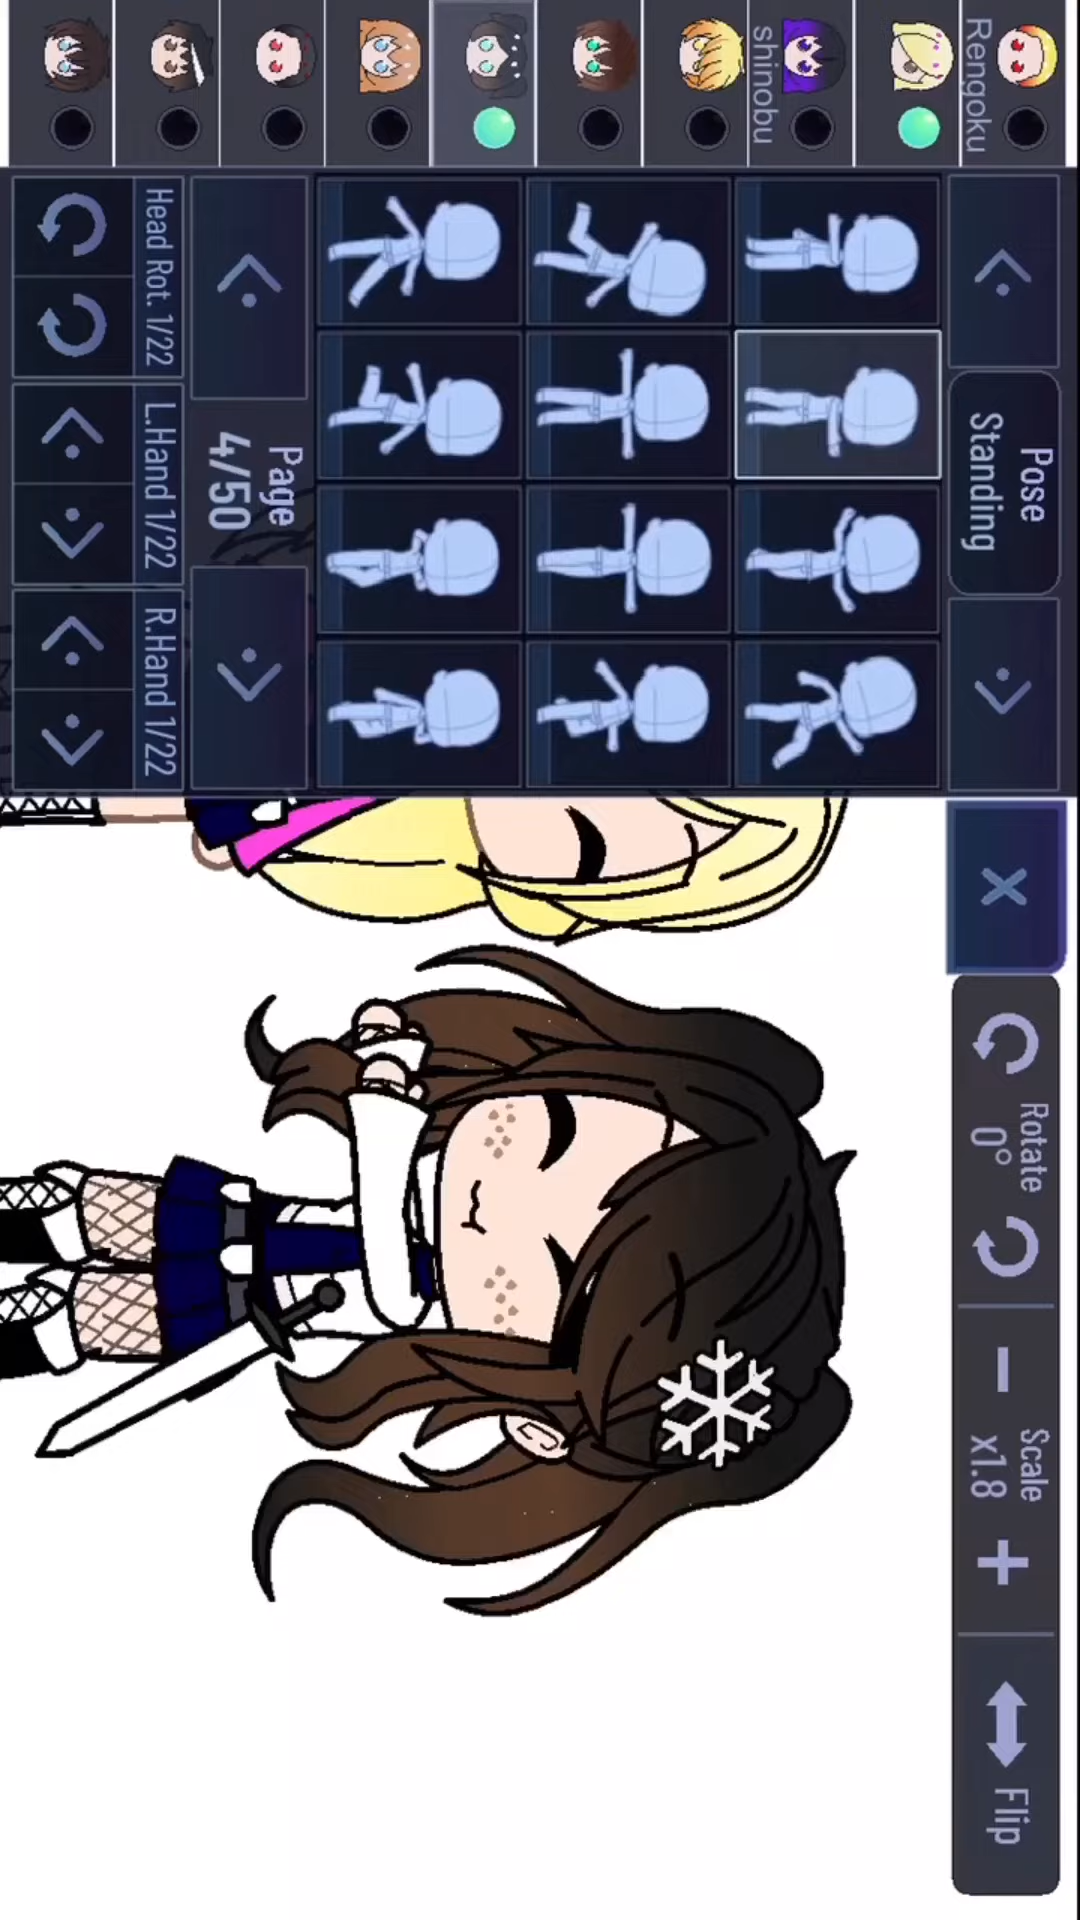 Rengoku
shinobu
Pose
Standing
Page
4/50
Head Rot. 1/22
L.Hand 1/22
R.Hand 1/22
X
Rotate
0°
Scale
x1.8
Flip